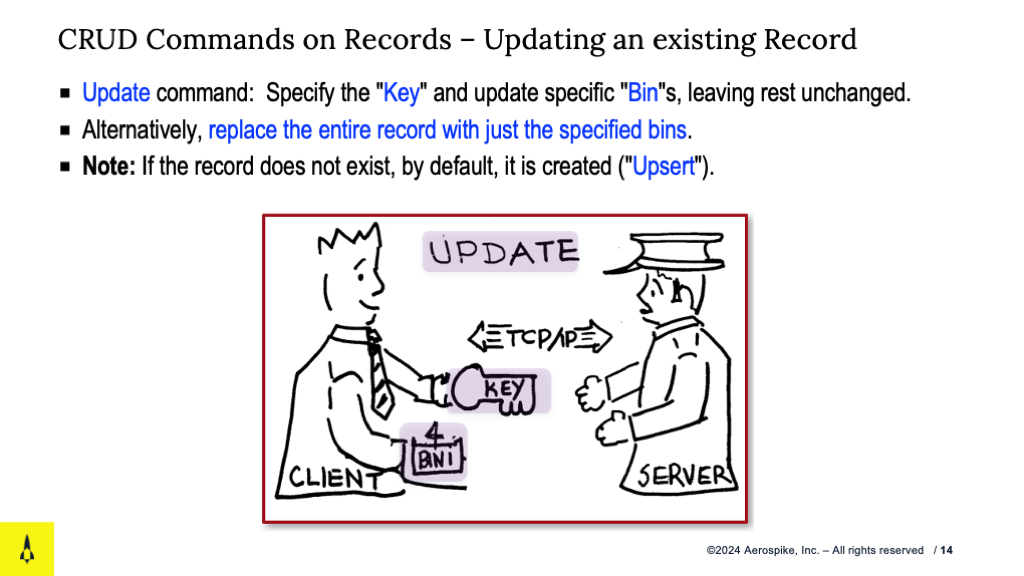 CRUD Commands on Records – Updating an existing Record
▪ Update command:  Specify the "Key" and update specific "Bin"s, leaving rest unchanged.
▪ Alternatively, replace the entire record with just the specified bins.
▪ Note: If the record does not exist, by default, it is created ("Upsert").
UPDATE
TCP/IP
KEY
4
BIN1
CLIENT
SERVER
©2024 Aerospike, Inc. – All rights reserved / 14